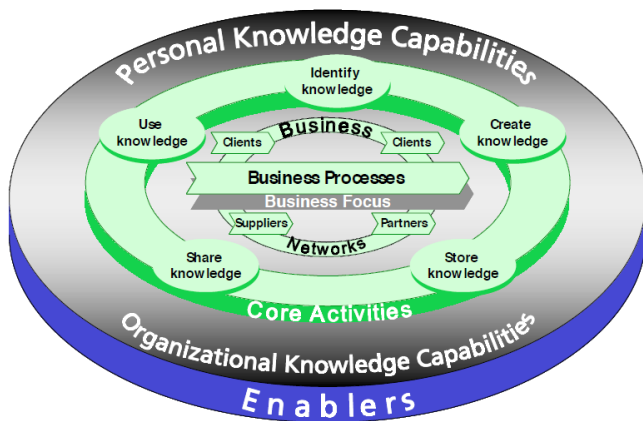 Personal Knowledge Capabilities
Identify
knowledge
Use
knowledge
Create
knowledge
Business
Clients
Clients
Business Processes
Business Focus
Suppliers
Partners
Networks
Share
knowledge
Store
knowledge
Core Activities
Organizational Knowledge Capabilities
Enablers